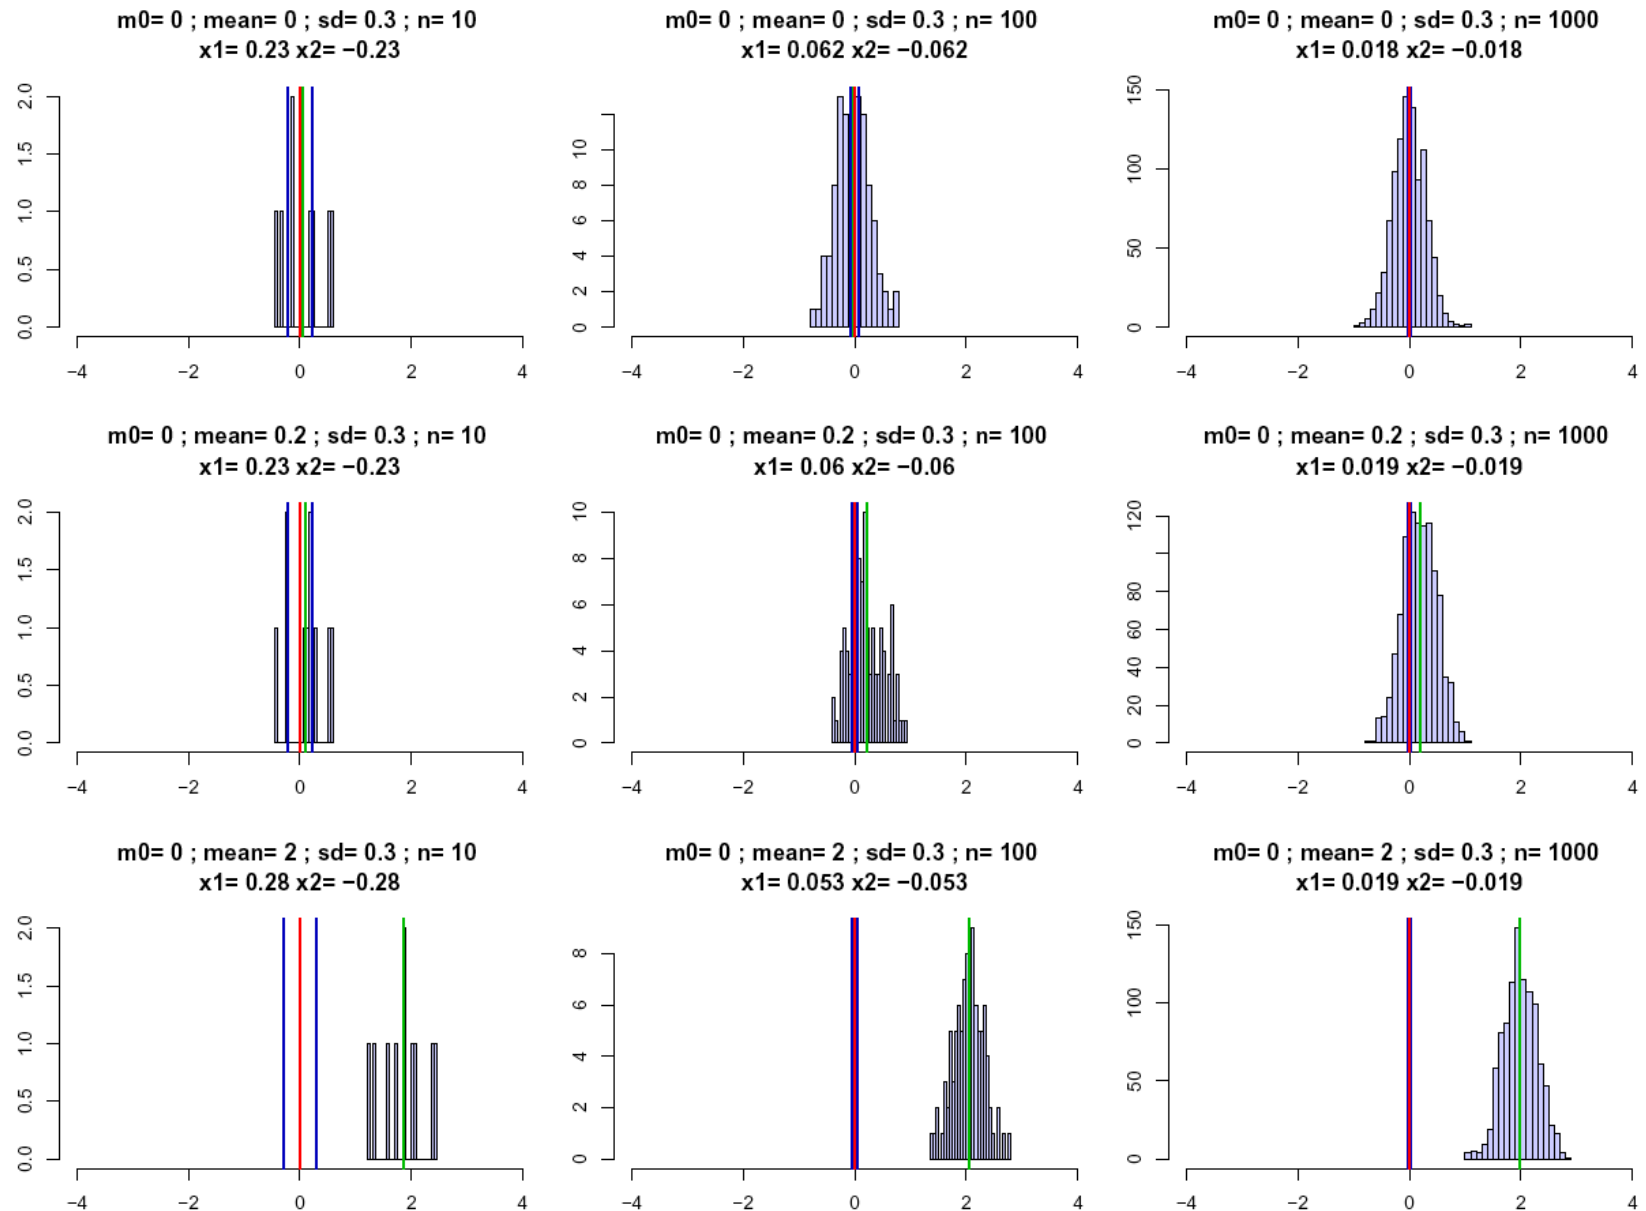 m0= 0 ; mean= 0 ; sd= 0.3 ; n= 10
x1= 0.23 x2= −0.23
0.0 0.5 1.0 1.5 2.0
−4 −2 0 2 4
m0= 0 ; mean= 0 ; sd= 0.3 ; n= 100
x1= 0.062 x2= −0.062
0 2 4 6 8 10
−4 −2 0 2 4
m0= 0 ; mean= 0 ; sd= 0.3 ; n= 1000
x1= 0.018 x2= −0.018
0 50 100 150
−4 −2 0 2 4
m0= 0 ; mean= 0.2 ; sd= 0.3 ; n= 10
x1= 0.23 x2= −0.23
0.0 0.5 1.0 1.5 2.0
−4 −2 0 2 4
m0= 0 ; mean= 0.2 ; sd= 0.3 ; n= 100
x1= 0.06 x2= −0.06
0 2 4 6 8 10
−4 −2 0 2 4
m0= 0 ; mean= 0.2 ; sd= 0.3 ; n= 1000
x1= 0.019 x2= −0.019
0 20 40 60 80 120
−4 −2 0 2 4
m0= 0 ; mean= 2 ; sd= 0.3 ; n= 10
x1= 0.28 x2= −0.28
0.0 0.5 1.0 1.5 2.0
−4 −2 0 2 4
m0= 0 ; mean= 2 ; sd= 0.3 ; n= 100
x1= 0.053 x2= −0.053
0 2 4 6 8
−4 −2 0 2 4
m0= 0 ; mean= 2 ; sd= 0.3 ; n= 1000
x1= 0.019 x2= −0.019
0 50 100 150
−4 −2 0 2 4